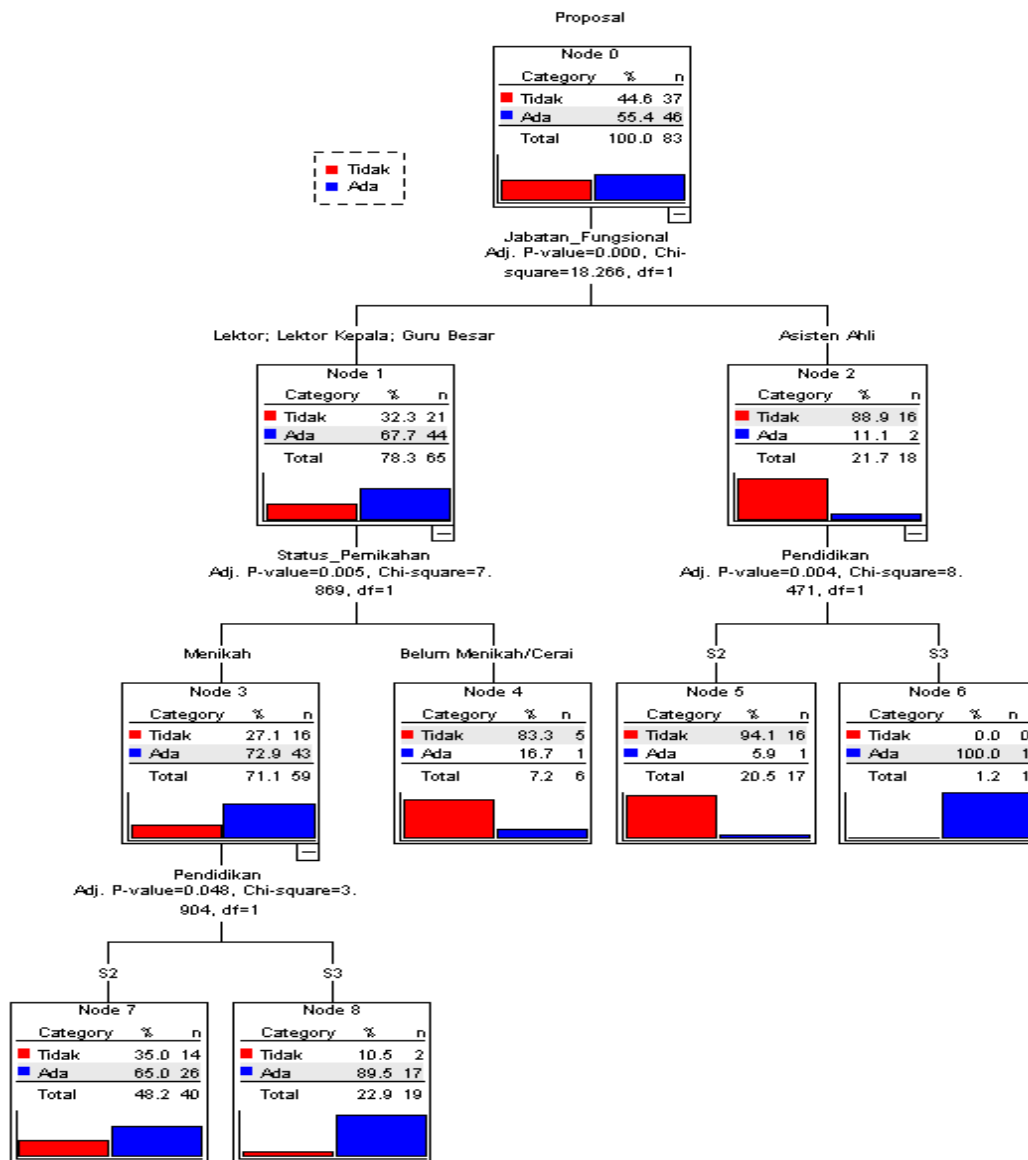 Proposal
Node 0
Category % n
Tidak 44.6 37
Ada 55.4 46
Total 100.0 83
Tidak
Ada
Jabatan_Fungsional
Adj. P-value=0.000, Chi-
square=18.266, df=1
Lektor; Lektor Kepala; Guru Besar
Asisten Ahli
Node 1
Category % n
Tidak 32.3 21
Ada 67.7 44
Total 78.3 65
Node 2
Category % n
Tidak 88.9 16
Ada 11.1 2
Total 21.7 18
Status_Pernikahan
Adj. P-value=0.005, Chi-square=7.
869, df=1
Pendidikan
Adj. P-value=0.004, Chi-square=8.
471, df=1
Menikah
Belum Menikah/Cerai
S2
S3
Node 3
Category % n
Tidak 27.1 16
Ada 72.9 43
Total 71.1 59
Node 4
Category % n
Tidak 83.3 5
Ada 16.7 1
Total 7.2 6
Node 5
Category % n
Tidak 94.1 16
Ada 5.9 1
Total 20.5 17
Node 6
Category % n
Tidak 0.0 0
Ada 100.0 1
Total 1.2 1
Pendidikan
Adj. P-value=0.048, Chi-square=3.
904, df=1
S2
S3
Node 7
Category % n
Tidak 35.0 14
Ada 65.0 26
Total 48.2 40
Node 8
Category % n
Tidak 10.5 2
Ada 89.5 17
Total 22.9 19